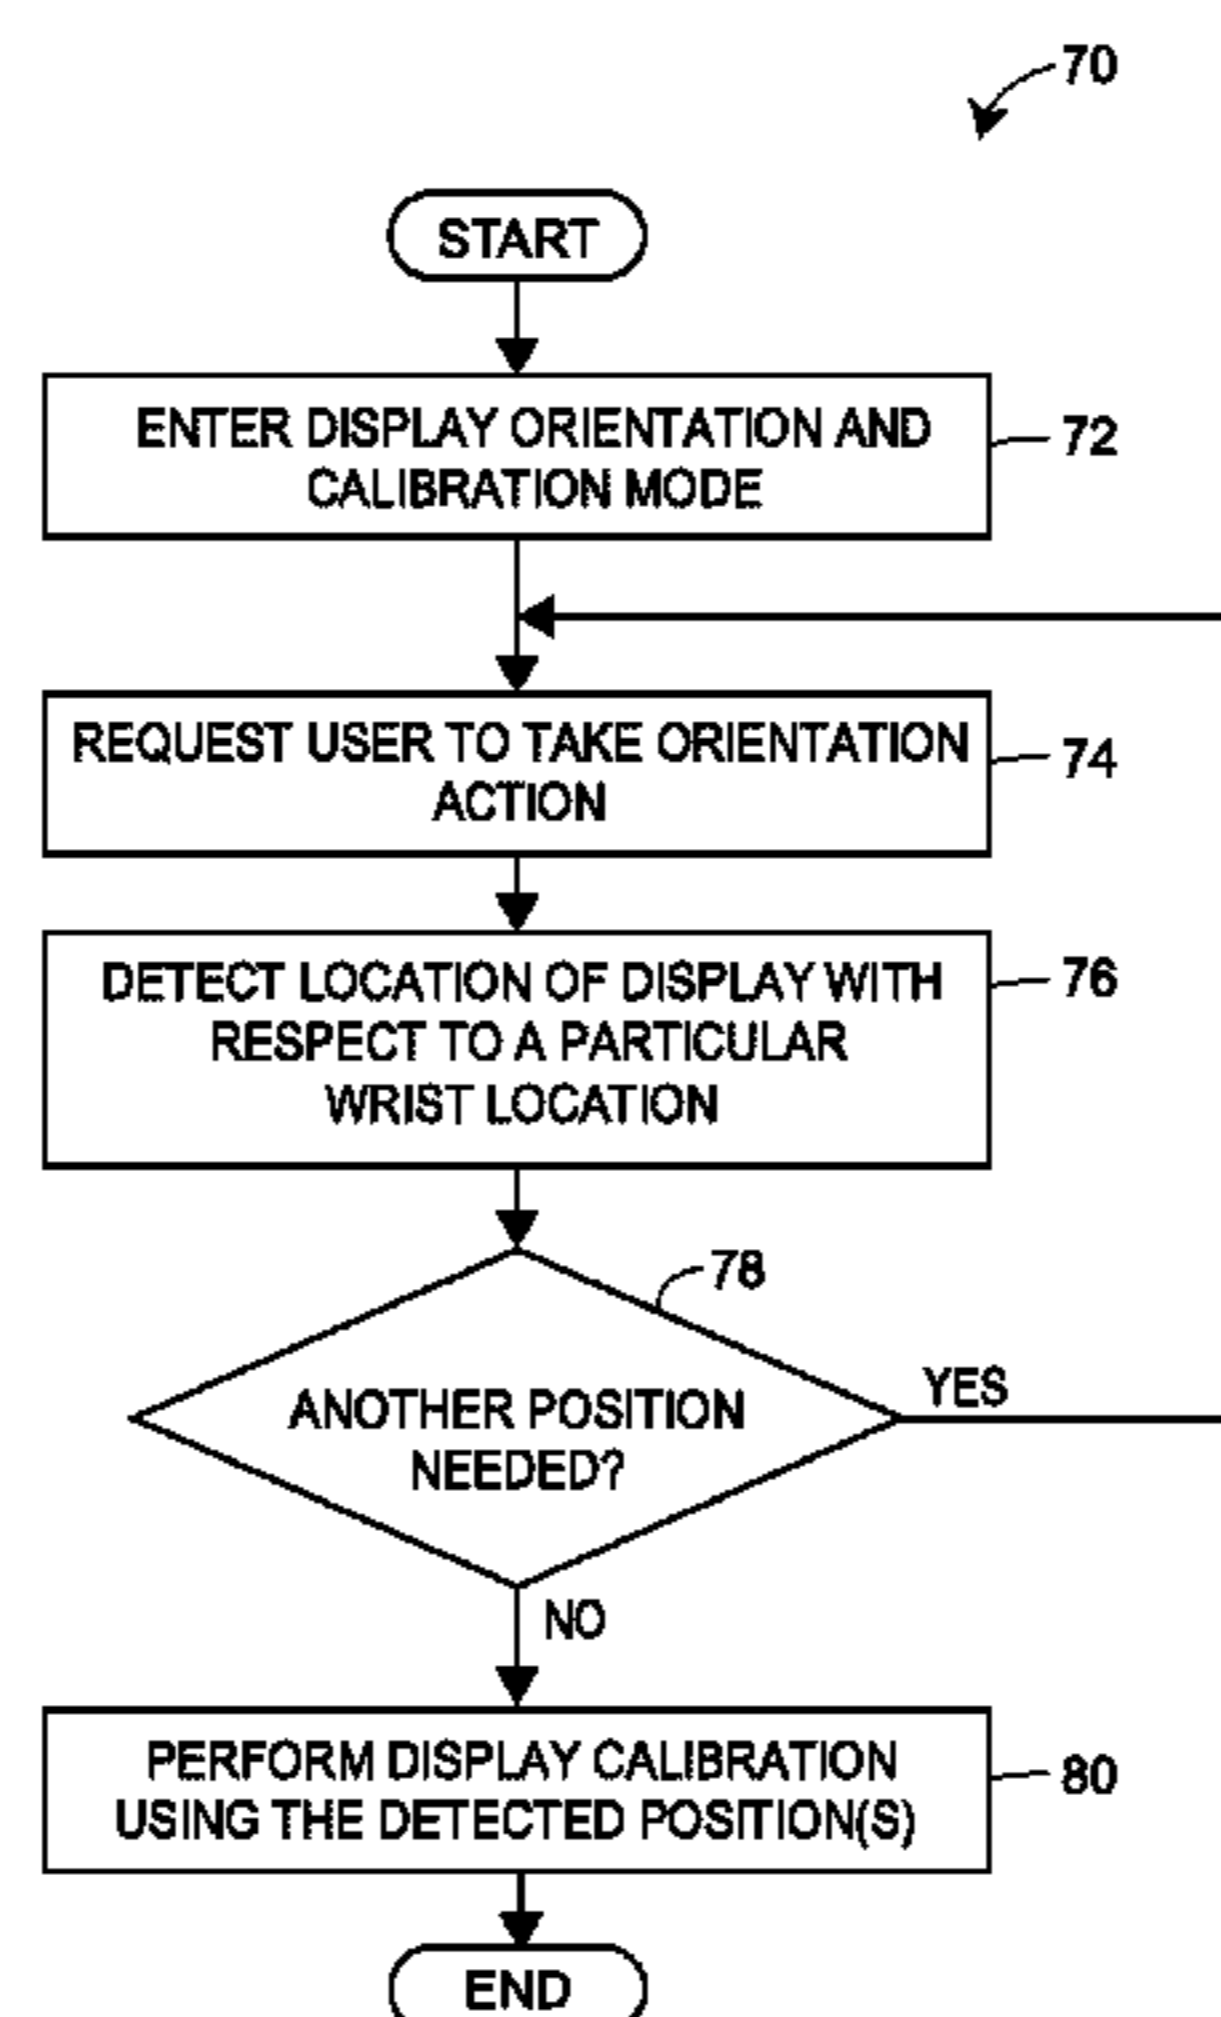 70
START
ENTER DISPLAY ORIENTATION AND
CALIBRATION MODE
72
REQUEST USER TO TAKE ORIENTATION
ACTION
74
DETECT LOCATION OF DISPLAY WITH
RESPECT TO A PARTICULAR
WRIST LOCATION
76
78
ANOTHER POSITION
NEEDED?
YES
NO
PERFORM DISPLAY CALIBRATION
USING THE DETECTED POSITION(S)
80
END